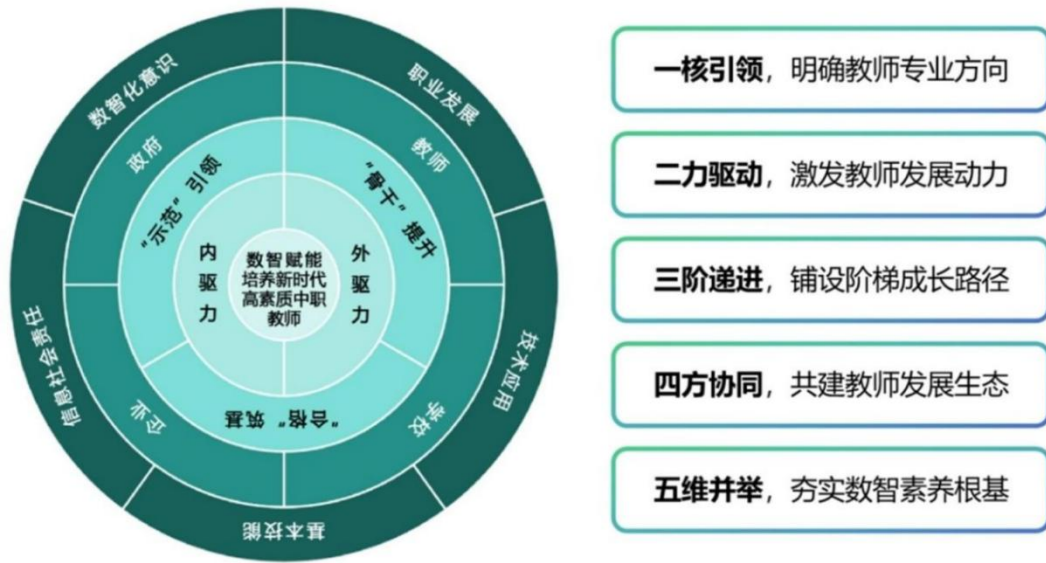 数智化意识
职业发展
技术应用
基本技能
信息社会责任
政府
教师
学校
企业
“示范”引领
“骨干”提升
“合格”筑基
内驱力
外驱力
数智赋能
培养新时代
高素质中职
教师
一核引领，明确教师专业方向
二力驱动，激发教师发展动力
三阶递进，铺设阶梯成长路径
四方协同，共建教师发展生态
五维并举，夯实数智素养根基